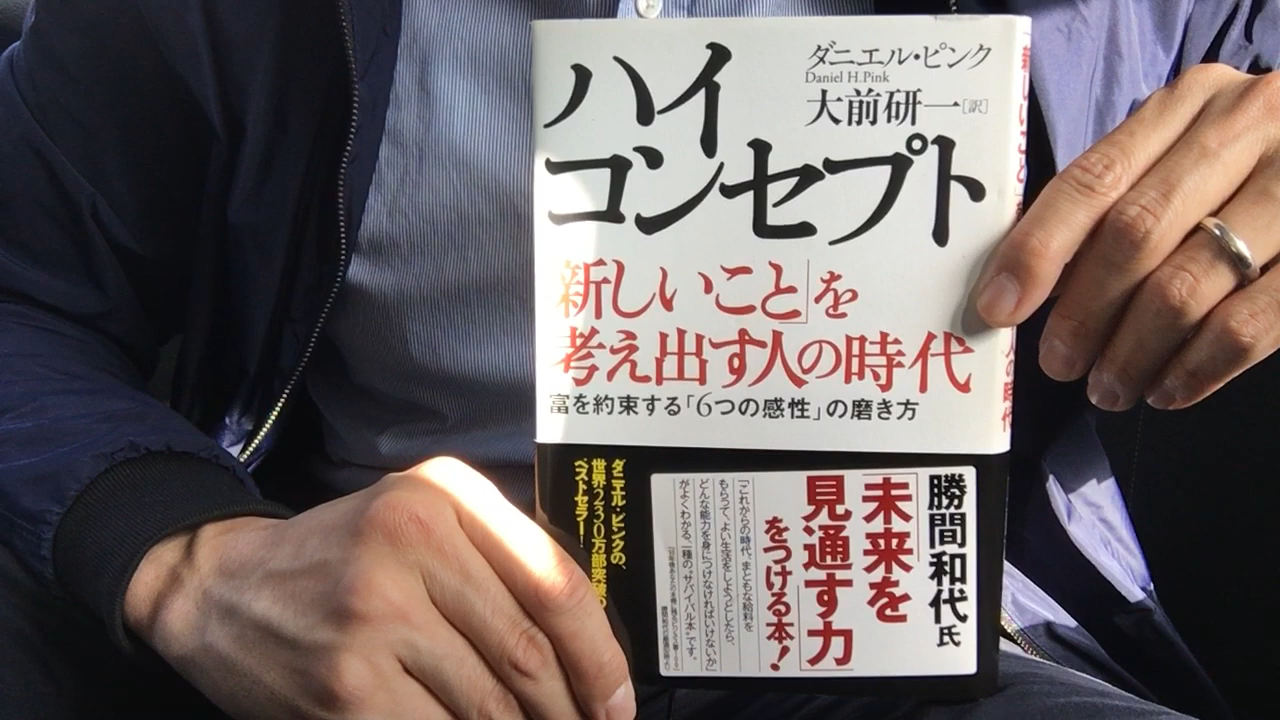 ハイ
コンセプト
ダニエル・ピンク
Daniel H.Pink
大前研一[訳]
「新しいこと」を
考え出す人の時代
富を約束する「6つの感性」の磨き方
勝間和代氏
「未来を
見通す力」
をつける本!
「これからの時代、まともな給料を
もらって、よい生活をしようとしたら、
どんな能力を身につけなければいけないか
がよくわかる、一種の“サバイバル本”です。
ダニエル・ピンクの、
世界230万部突破の
ベストセラー!